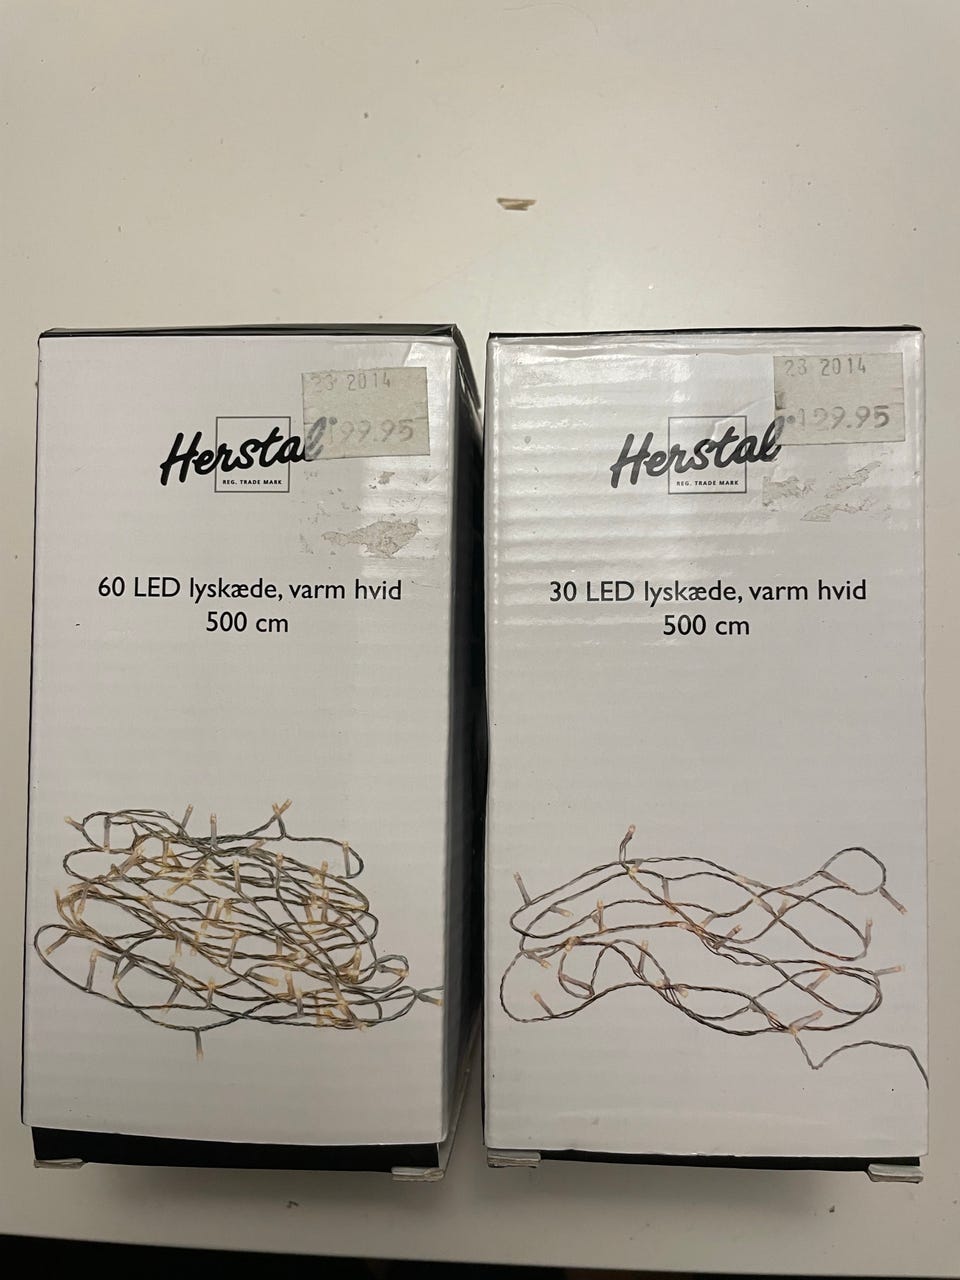 23 2014
199.95
Herstal
REG. TRADE MARK
60 LED lyskæde, varm hvid
500 cm
23 2014
129.95
Herstal
REG. TRADE MARK
30 LED lyskæde, varm hvid
500 cm